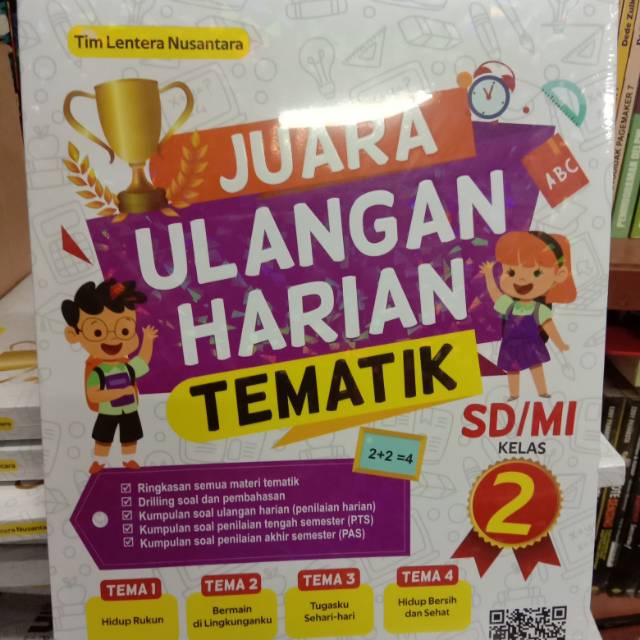 Tim Lentera Nusantara
JUARA
ULANGAN
HARIAN
TEMATIK
ABC
SD/MI
KELAS
2
2+2 =4
Ringkasan semua materi tematik
Drilling soal dan pembahasan
Kumpulan soal ulangan harian (penilaian harian)
Kumpulan soal penilaian tengah semester (PTS)
Kumpulan soal penilaian akhir semester (PAS)
TEMA 1
Hidup Rukun
TEMA 2
Bermain
di Lingkunganku
TEMA 3
Tugasku
Sehari-hari
TEMA 4
Hidup Bersih
dan Sehat
PAGEMAKER 7